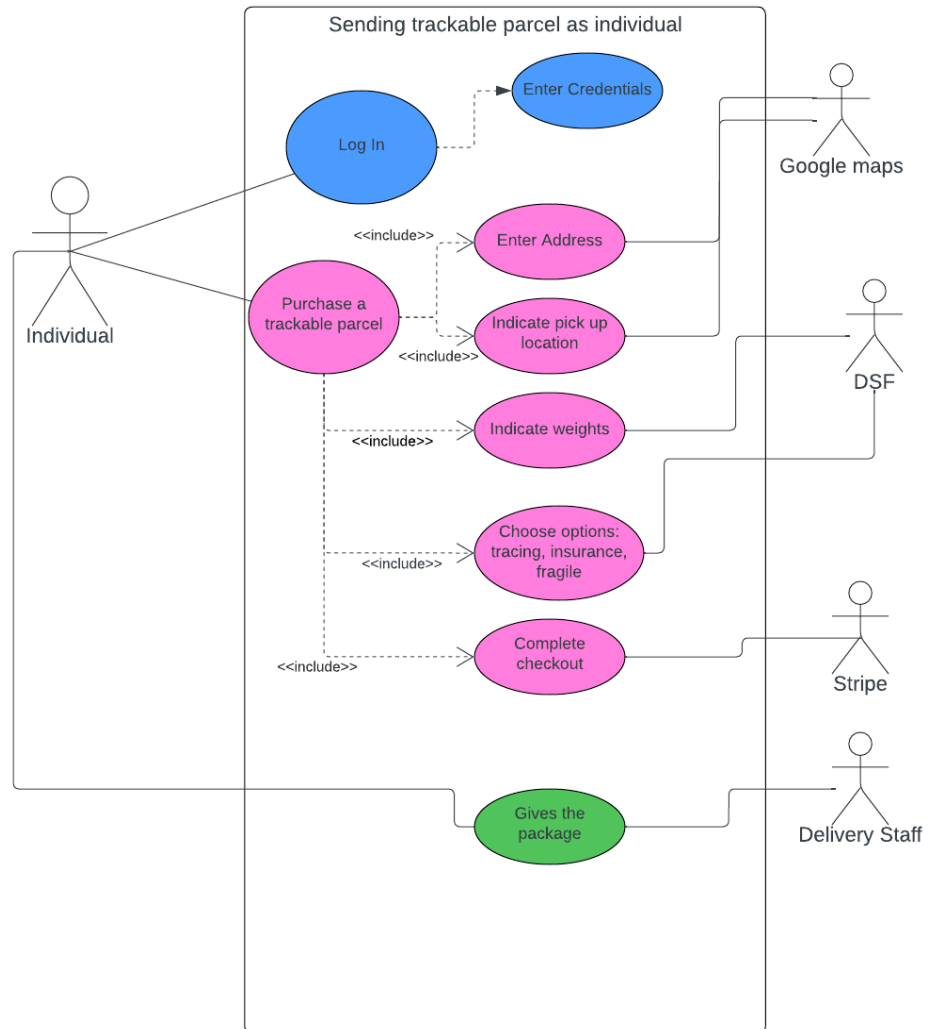 Sending trackable parcel as individual
Enter Credentials
Log In
Google maps
<<include>>
Enter Address
Individual
Purchase a
trackable parcel
Indicate pick up
location
<<include>>
DSF
Indicate weights
<<include>>
Choose options:
tracing, insurance,
fragile
<<include>>
Complete
checkout
<<include>>
Stripe
Gives the
package
Delivery Staff